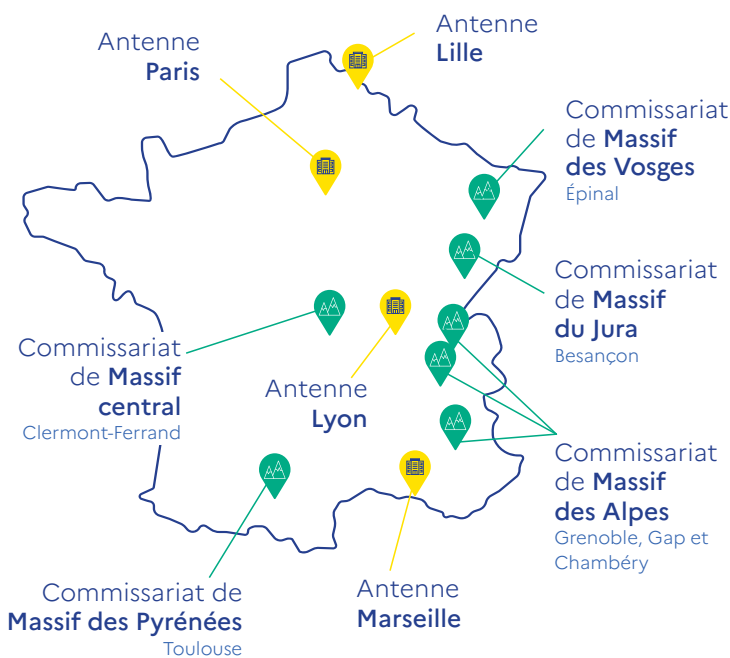 Antenne
Paris
Antenne
Lille
Commissariat
de Massif
des Vosges
Épinal
Commissariat
de Massif
du Jura
Besançon
Commissariat
de Massif
central
Clermont-Ferrand
Antenne
Lyon
Commissariat
de Massif
des Alpes
Grenoble, Gap et
Chambéry
Commissariat de
Massif des Pyrénées
Toulouse
Antenne
Marseille